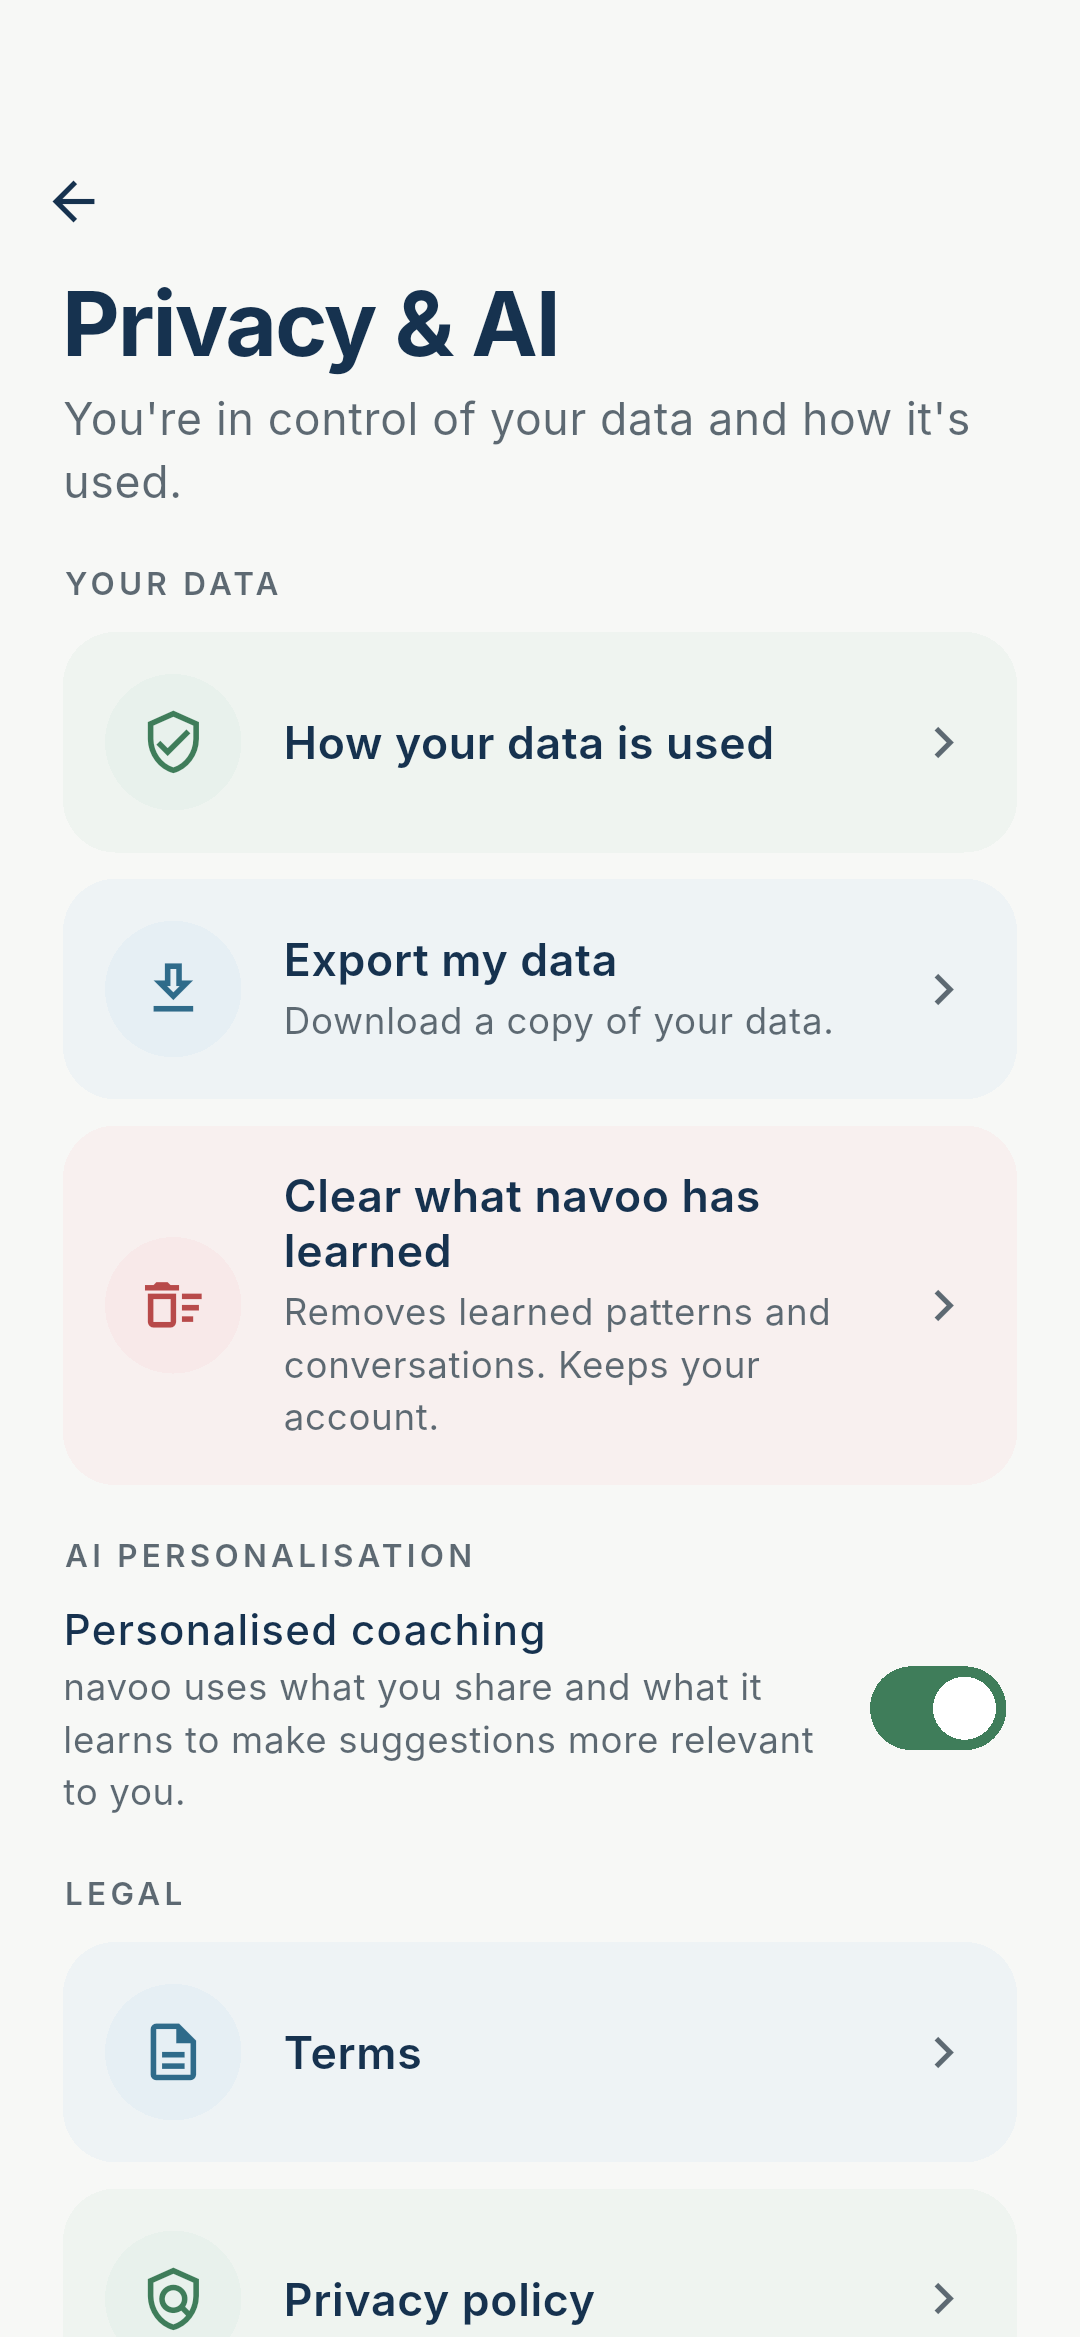 Privacy & AI
You're in control of your data and how it's
used.
YOUR DATA
How your data is used
Export my data
Download a copy of your data.
Clear what navoo has
learned
Removes learned patterns and
conversations. Keeps your
account.
AI PERSONALISATION
Personalised coaching
navoo uses what you share and what it
learns to make suggestions more relevant
to you.
LEGAL
Terms
Privacy policy